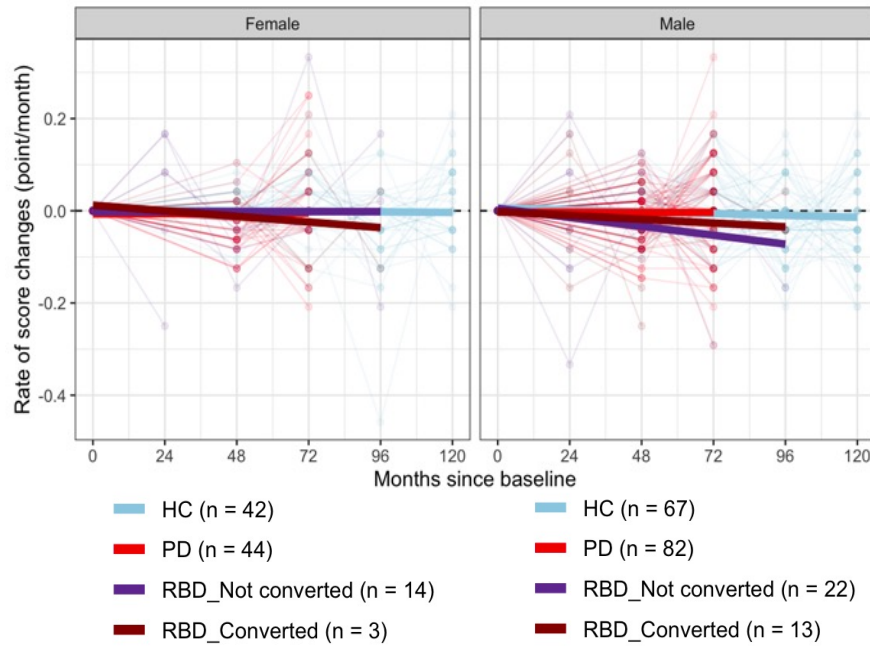 Female Male
Rate of score changes (point/month)
0.2
0.0
-0.2
-0.4
0 24 48 72 96 120 0 24 48 72 96 120
Months since baseline
HC (n = 42)
PD (n = 44)
RBD_Not converted (n = 14)
RBD_Converted (n = 3)
HC (n = 67)
PD (n = 82)
RBD_Not converted (n = 22)
RBD_Converted (n = 13)